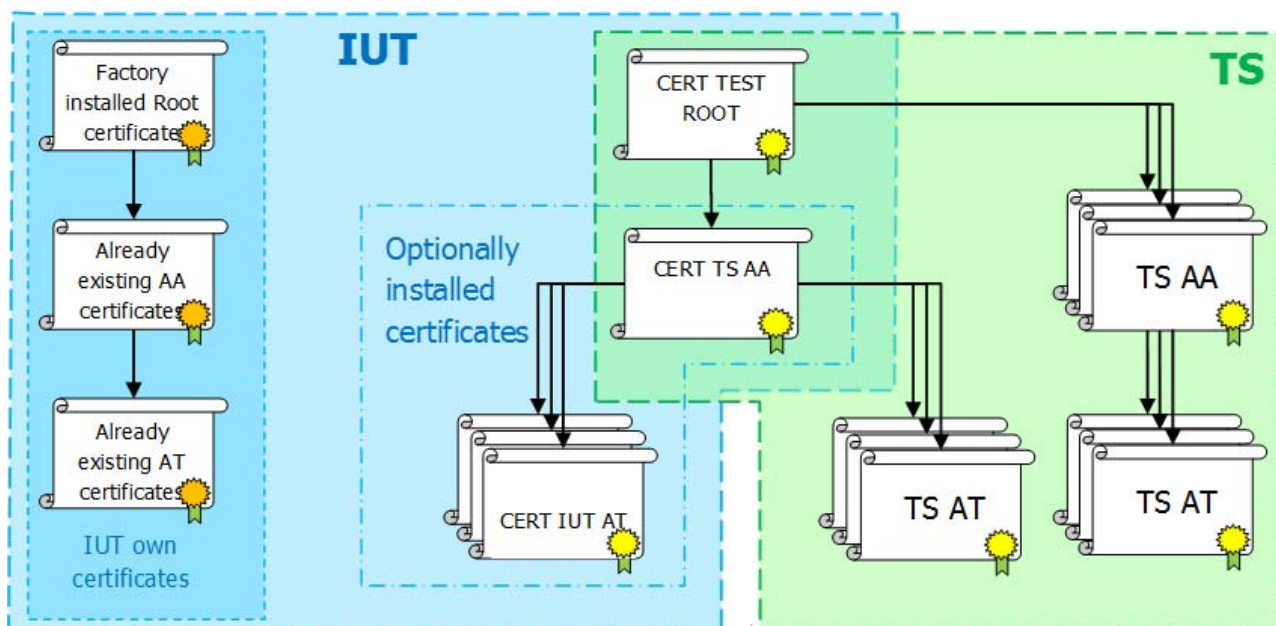 IUT
TS
Factory
installed Root
certificate
Already
existing AA
certificates
Already
existing AT
certificates
IUT own
certificates
CERT TEST
ROOT
Optionally
installed
certificates
CERT TS AA
CERT IUT AT
TS AT
TS AA
TS AT